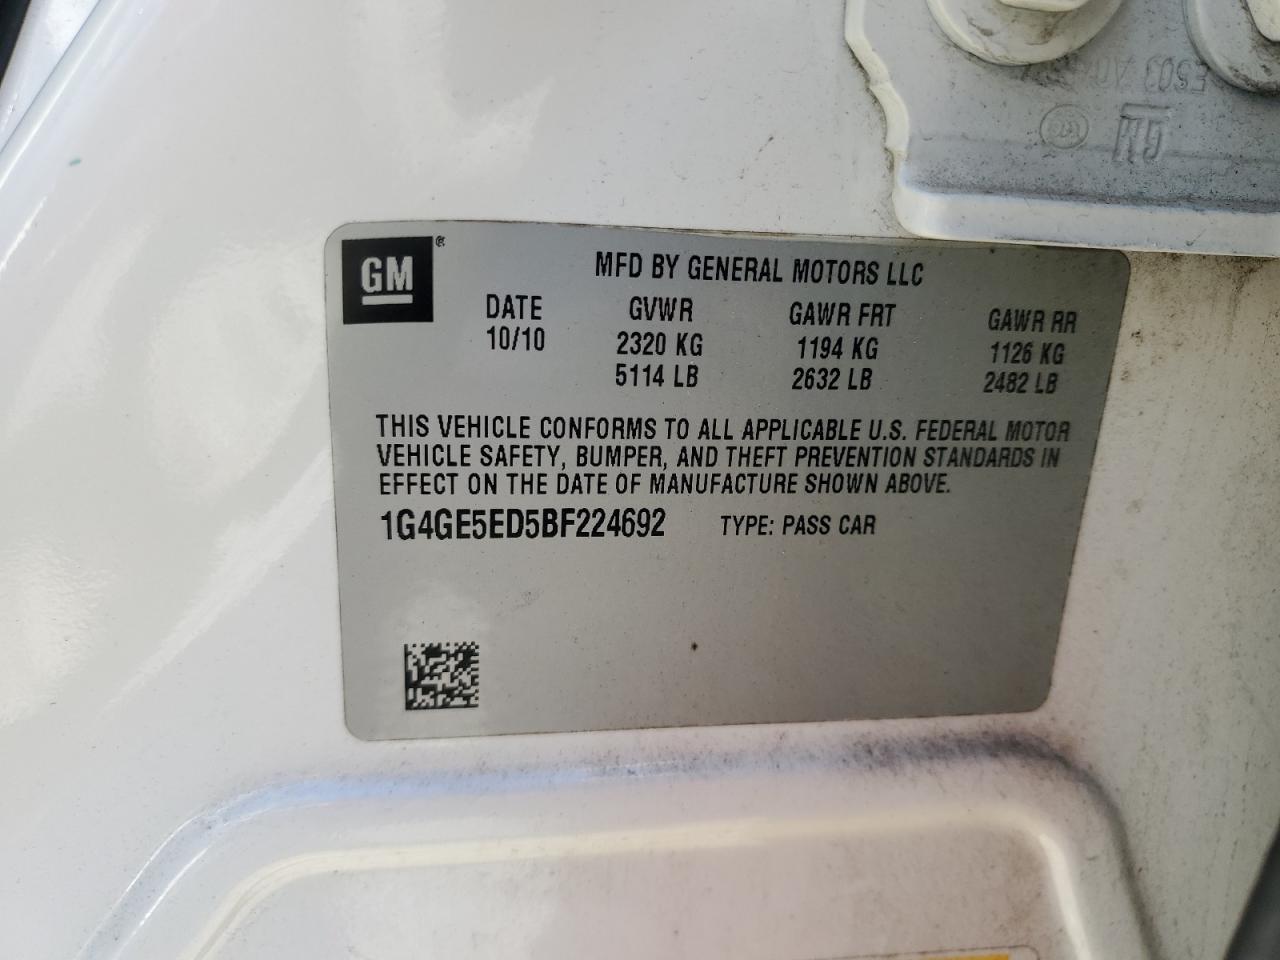 GM®
MFD BY GENERAL MOTORS LLC
DATE GVWR GAWR FRT GAWR RR
10/10 2320 KG 1194 KG 1126 KG
5114 LB 2632 LB 2482 LB
THIS VEHICLE CONFORMS TO ALL APPLICABLE U.S. FEDERAL MOTOR
VEHICLE SAFETY, BUMPER, AND THEFT PREVENTION STANDARDS IN
EFFECT ON THE DATE OF MANUFACTURE SHOWN ABOVE.
1G4GE5ED5BF224692 TYPE: PASS CAR
GM